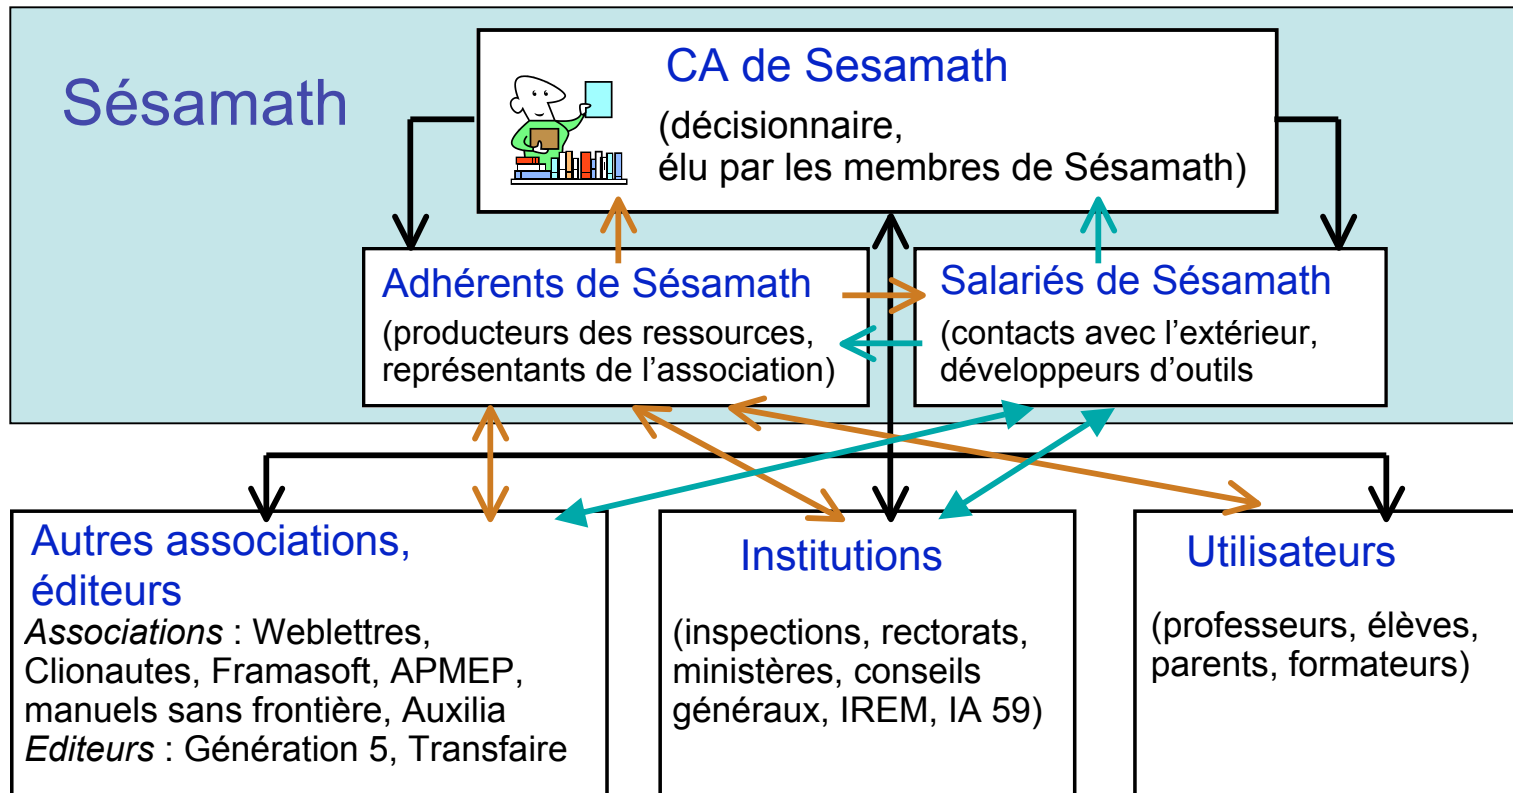 Sésamath
CA de Sesamath
(décisionnaire,
élu par les membres de Sésamath)
Adhérents de Sésamath
(producteurs des ressources,
représentants de l’association)
Salariés de Sésamath
(contacts avec l’extérieur,
développeurs d’outils
Autres associations,
éditeurs
Associations : Weblettres,
Clionautes, Framasoft, APMEP,
manuels sans frontière, Auxilia
Editeurs : Génération 5, Transfaire
Institutions
(inspections, rectorats,
ministères, conseils
généraux, IREM, IA 59)
Utilisateurs
(professeurs, élèves,
parents, formateurs)